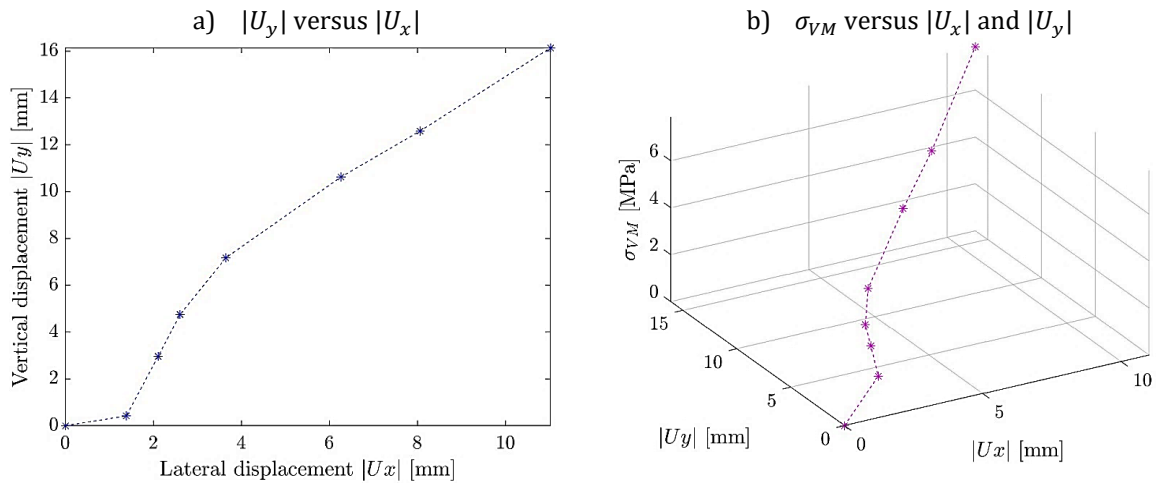 a) |U_y| versus |U_x|
16
14
12
10
8
6
4
2
0
Vertical displacement |Uy| [mm]
0 2 4 6 8 10
Lateral displacement |Ux| [mm]
b) σ_VM versus |U_x| and |U_y|
6
4
2
0
σ_VM [MPa]
15
10
5
0
|Uy| [mm]
0
5
10
|Ux| [mm]